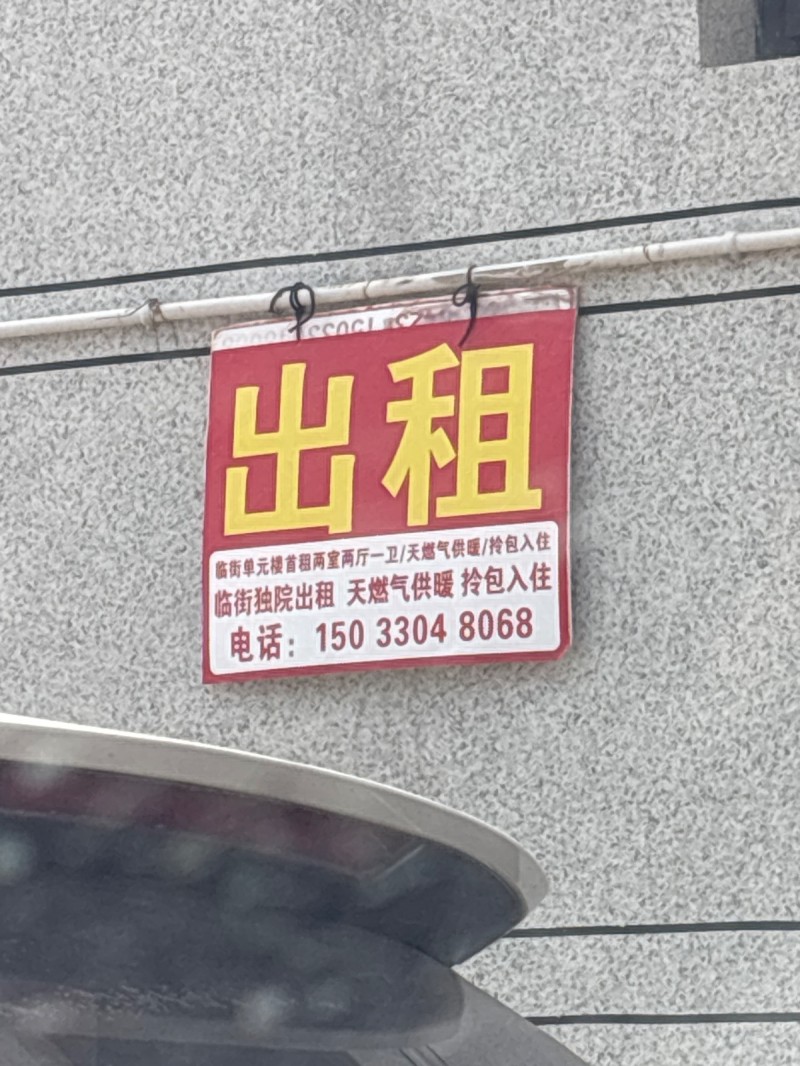 出租
临街单元楼首租两室两厅一卫/天燃气供暖/拎包入住
临街独院出租 天燃气供暖 拎包入住
电话：150 3304 8068